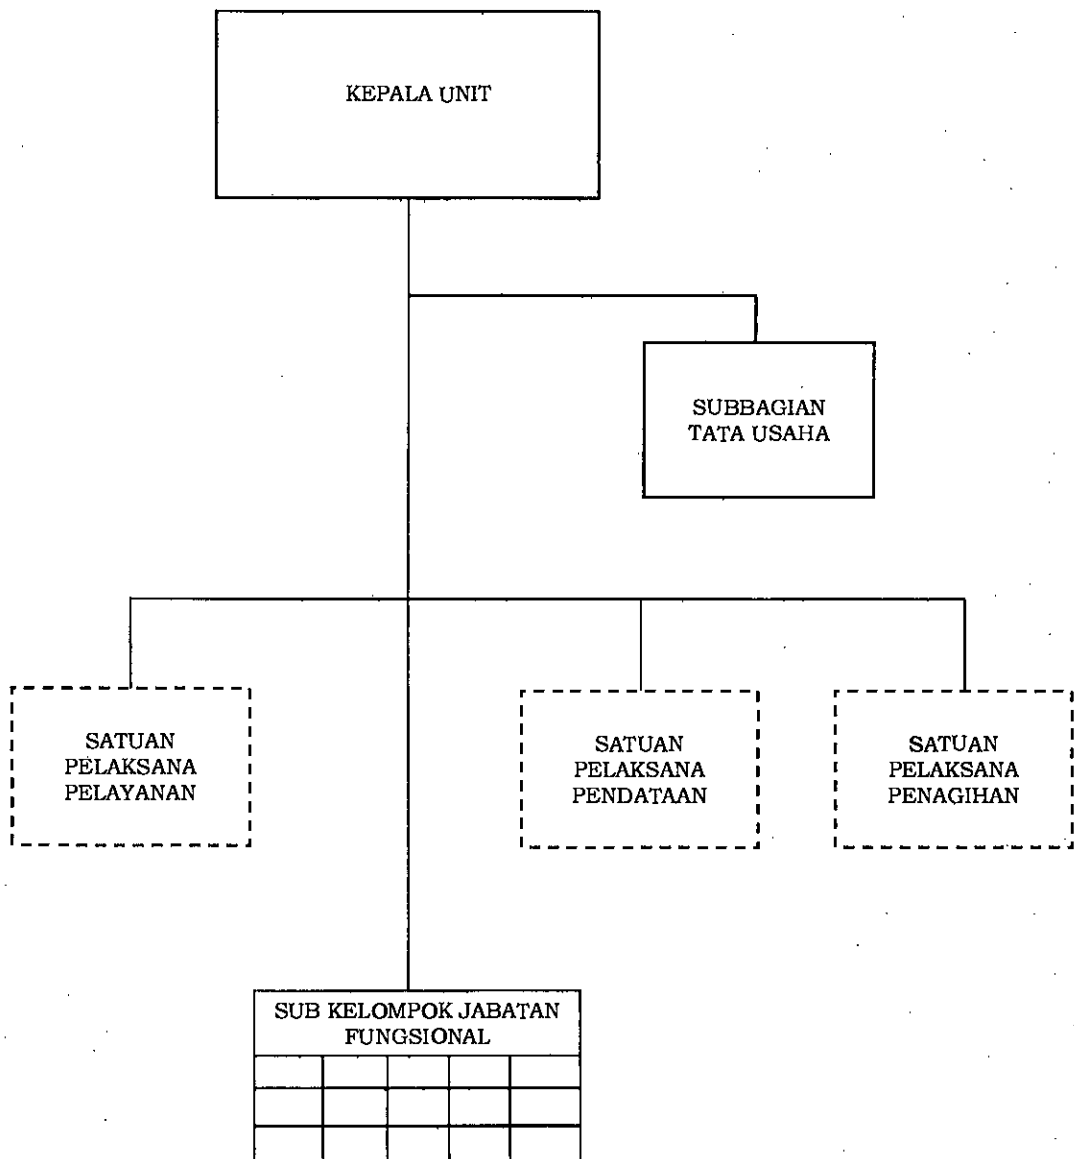 KEPALA UNIT
SUBBAGIAN
TATA USAHA
SATUAN
PELAKSANA
PELAYANAN
SATUAN
PELAKSANA
PENDATAAN
SATUAN
PELAKSANA
PENAGIHAN
SUB KELOMPOK JABATAN
FUNGSIONAL